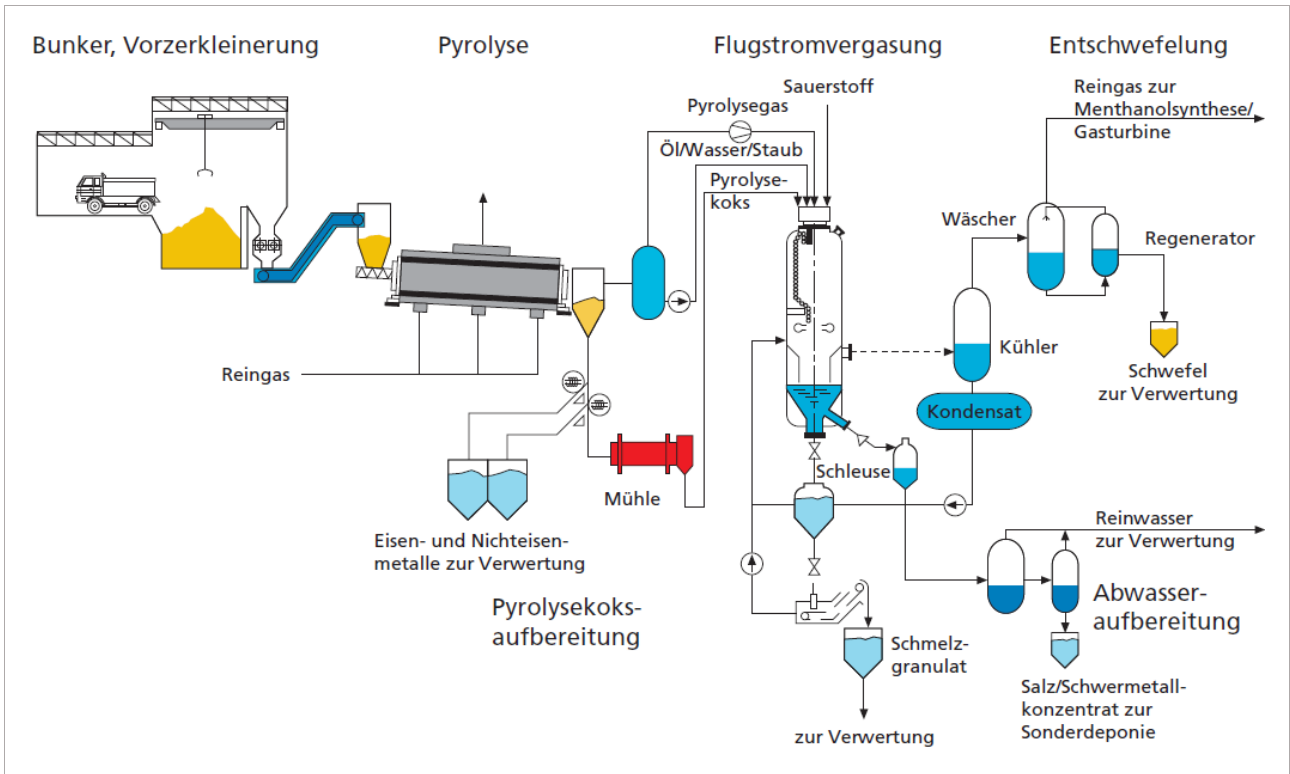 Bunker, Vorzerkleinerung
Pyrolyse
Flugstromvergasung
Entschwefelung
Sauerstoff
Pyrolysegas
Öl/Wasser/Staub
Pyrolyse-
koks
Reingas zur
Menthanolsynthese/
Gasturbine
Wäscher
Regenerator
Kühler
Schwefel
zur Verwertung
Kondensat
Reingas
Mühle
Schleuse
Eisen- und Nichteisen-
metalle zur Verwertung
Pyrolysekoks-
aufbereitung
Reinwasser
zur Verwertung
Abwasser-
aufbereitung
Schmelz-
granulat
zur Verwertung
Salz/Schwermetall-
konzentrat zur
Sonderdeponie